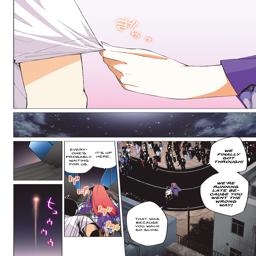 WE
FINALLY
GOT
THROUGH!
WE'RE
RUNNING
LATE BE-
CAUSE YOU
WENT THE
WRONG
WAY!
THAT WAS
BECAUSE
YOU WALK
SO SLOW.
IT'S UP
HERE.
EVERY-
ONE'S
PROBABLY
WAITING
FOR US.